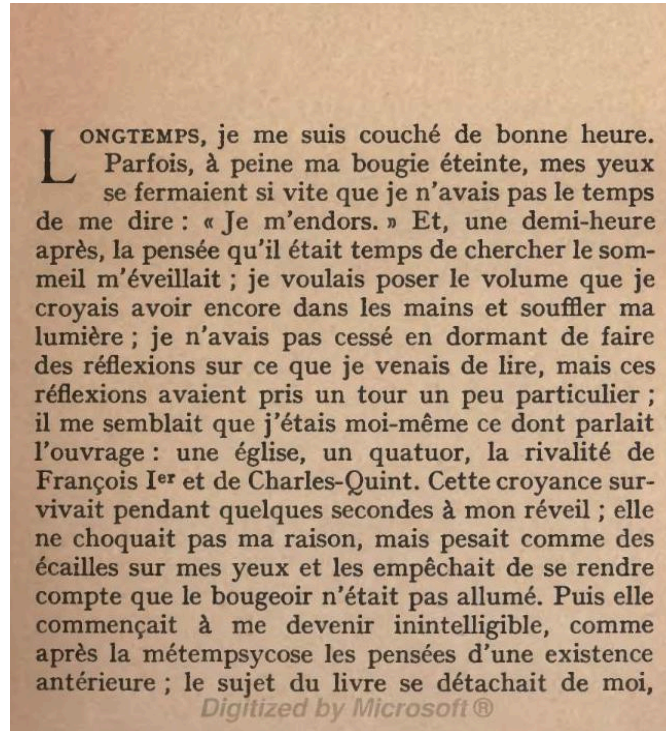 LONGTEMPS, je me suis couché de bonne heure.
Parfois, à peine ma bougie éteinte, mes yeux
se fermaient si vite que je n’avais pas le temps
de me dire : « Je m’endors. » Et, une demi-heure
après, la pensée qu’il était temps de chercher le som-
meil m’éveillait ; je voulais poser le volume que je
croyais avoir encore dans les mains et souffler ma
lumière ; je n’avais pas cessé en dormant de faire
des réflexions sur ce que je venais de lire, mais ces
réflexions avaient pris un tour un peu particulier ;
il me semblait que j’étais moi-même ce dont parlait
l’ouvrage : une église, un quatuor, la rivalité de
François Iᵉʳ et de Charles-Quint. Cette croyance sur-
vivait pendant quelques secondes à mon réveil ; elle
ne choquait pas ma raison, mais pesait comme des
écailles sur mes yeux et les empêchait de se rendre
compte que le bougeoir n’était pas allumé. Puis elle
commençait à me devenir inintelligible, comme
après la métempsycose les pensées d’une existence
antérieure ; le sujet du livre se détachait de moi,
Digitized by Microsoft ®